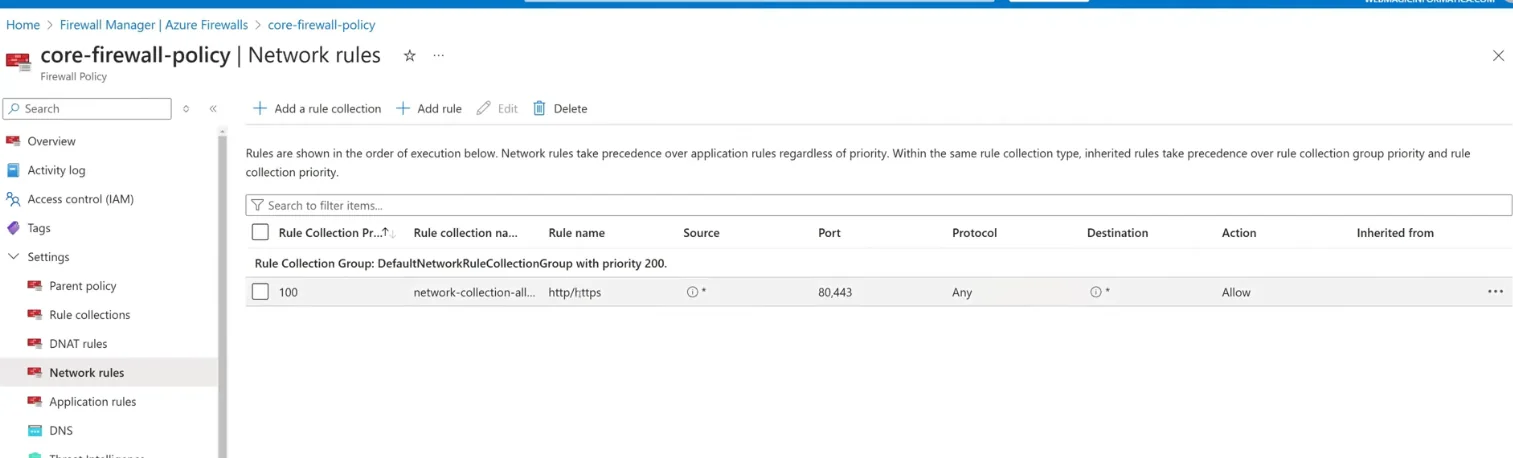 WEBMAGICINFORMATICA.COM
Home > Firewall Manager | Azure Firewalls > core-firewall-policy
core-firewall-policy | Network rules
Firewall Policy
Search
Overview
Activity log
Access control (IAM)
Tags
Settings
Parent policy
Rule collections
DNAT rules
Network rules
Application rules
DNS
Threat Intelligence
+ Add a rule collection + Add rule Edit Delete
Rules are shown in the order of execution below. Network rules take precedence over application rules regardless of priority. Within the same rule collection type, inherited rules take precedence over rule collection group priority and rule
collection priority.
Search to filter items...
Rule Collection Pr...↑↓ Rule collection na... Rule name Source Port Protocol Destination Action Inherited from
Rule Collection Group: DefaultNetworkRuleCollectionGroup with priority 200.
100 network-collection-all... http/https * 80,443 Any * Allow